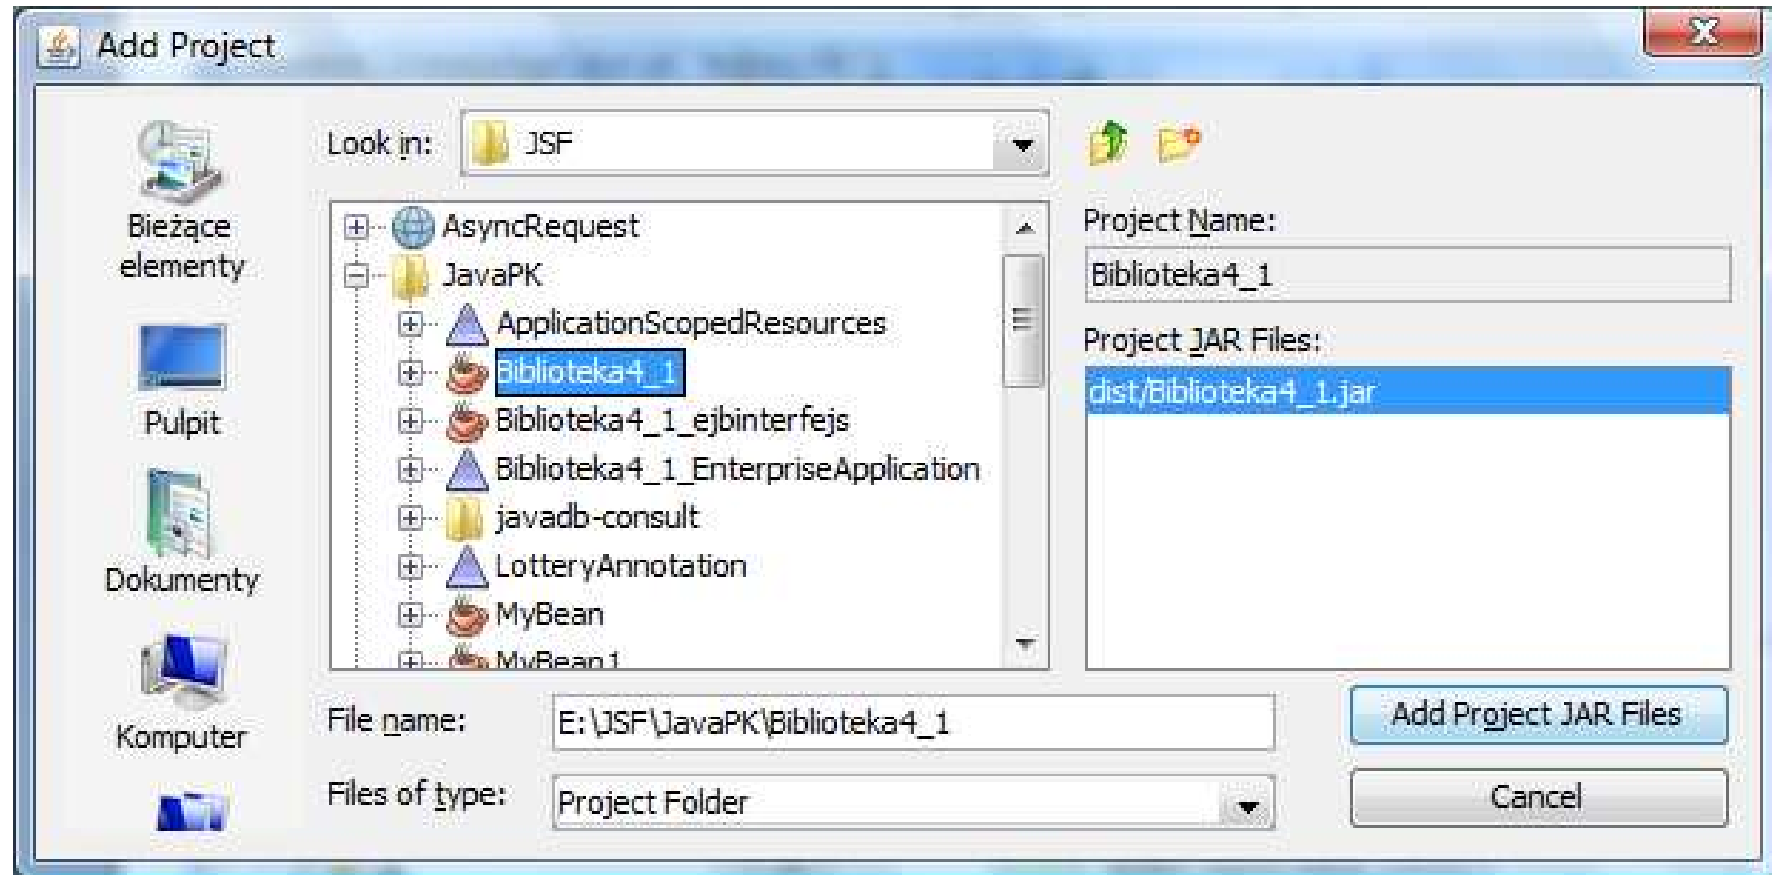 Add Project
Look in:
JSF
Bieżące
elementy
Pulpit
Dokumenty
Komputer
AsyncRequest
JavaPK
ApplicationScopedResources
Biblioteka4_1
Biblioteka4_1_ejbinterfejs
Biblioteka4_1_EnterpriseApplication
javadb-consult
LotteryAnnotation
MyBean
MyBean1
Project Name:
Biblioteka4_1
Project JAR Files:
dist/Biblioteka4_1.jar
File name:
E:\JSF\JavaPK\Biblioteka4_1
Add Project JAR Files
Files of type:
Project Folder
Cancel